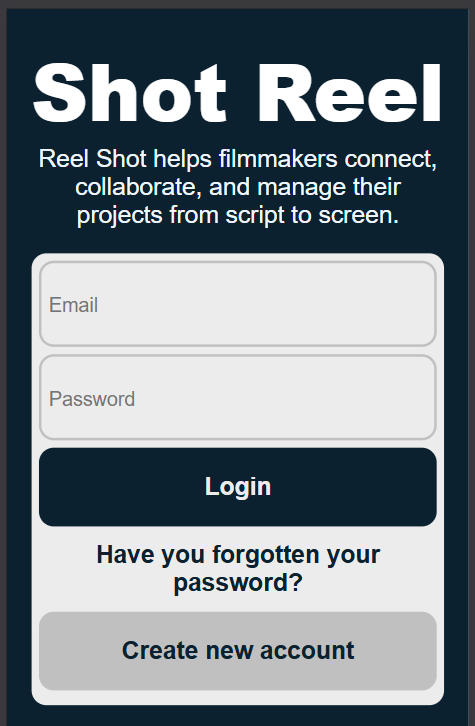 Shot Reel
Reel Shot helps filmmakers connect,
collaborate, and manage their
projects from script to screen.
Email
Password
Login
Have you forgotten your
password?
Create new account